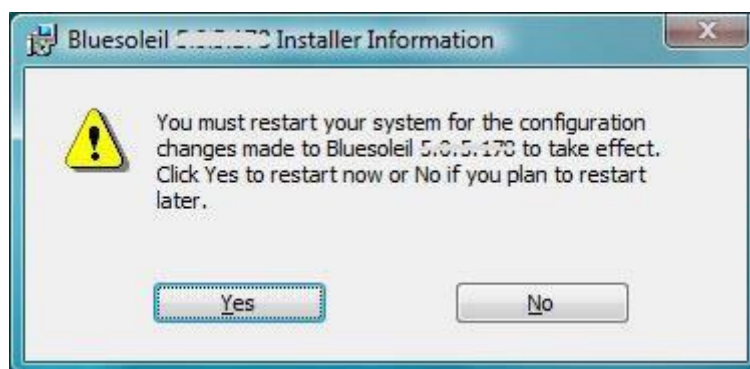 Bluesoleil Installer Information
You must restart your system for the configuration
changes made to Bluesoleil to take effect.
Click Yes to restart now or No if you plan to restart
later.
Yes
No